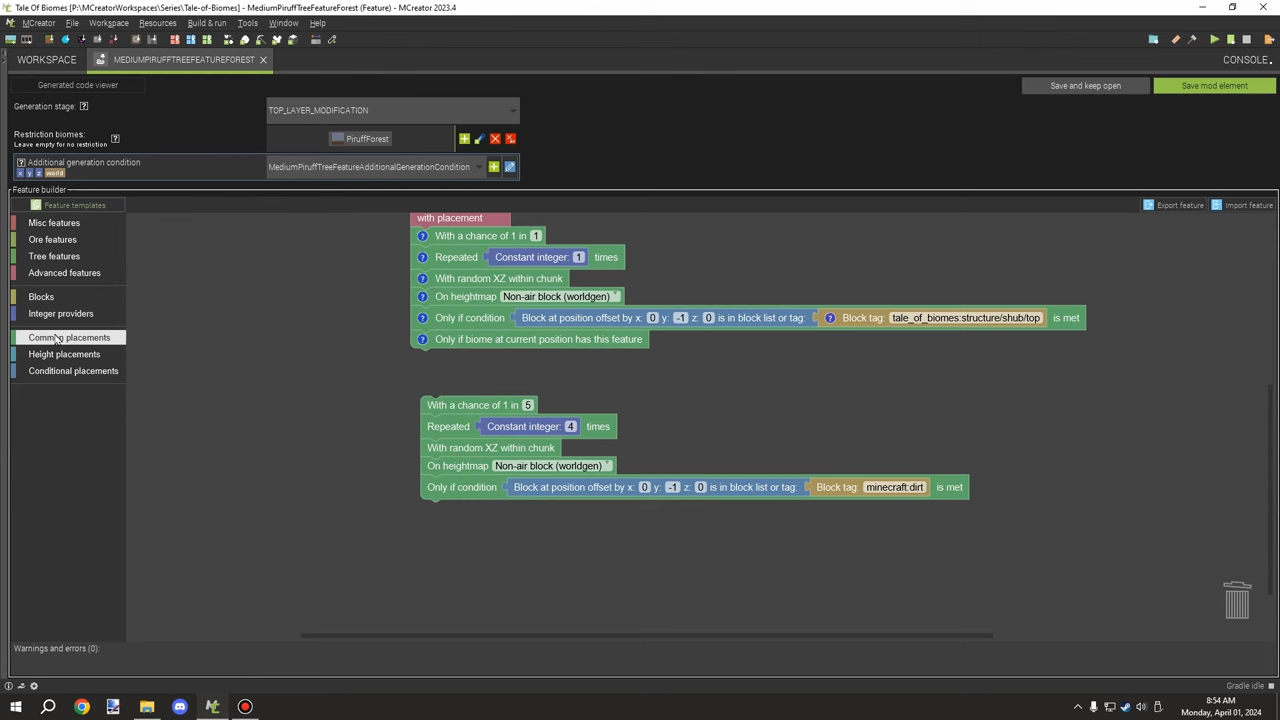 Tale Of Biomes [P:\MCreatorWorkspaces\Series\Tale-of-Biomes] - MediumPiruffTreeFeatureForest (Feature) - MCreator 2023.4
MCreator File Workspace Resources Build & run Tools Window Help
WORKSPACE MEDIUMPIRUFFTREEFEATUREFOREST CONSOLE
Generated code viewer Save and keep open Save mod element
Generation stage: ? TOP_LAYER_MODIFICATION
Restriction biomes: ? PiruffForest
Leave empty for no restriction
? Additional generation condition MediumPiruffTreeFeatureAdditionalGenerationCondition
x y z world
Feature builder
Feature templates Export feature Import feature
Misc features
Ore features
Tree features
Advanced features
Blocks
Integer providers
Common placements
Height placements
Conditional placements
with placement
? With a chance of 1 in 1
? Repeated Constant integer: 1 times
? With random XZ within chunk
? On heightmap Non-air block (worldgen)
? Only if condition Block at position offset by x: 0 y: -1 z: 0 is in block list or tag: ? Block tag: tale_of_biomes:structure/shub/top is met
? Only if biome at current position has this feature
With a chance of 1 in 5
Repeated Constant integer: 4 times
With random XZ within chunk
On heightmap Non-air block (worldgen)
Only if condition Block at position offset by x: 0 y: -1 z: 0 is in block list or tag: Block tag: minecraft:dirt is met
Warnings and errors (0):
Gradle idle
8:54 AM
Monday, April 01, 2024